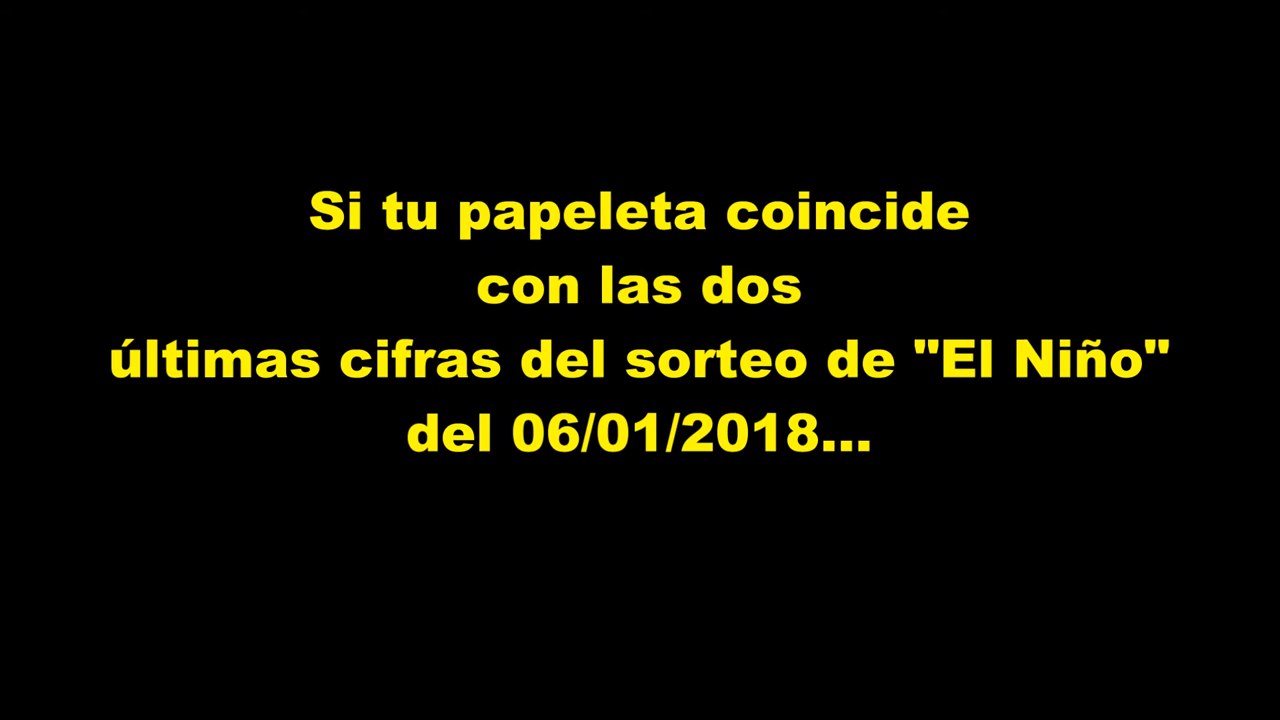 Si tu papeleta coincide
con las dos
últimas cifras del sorteo de "El Niño"
del 06/01/2018...